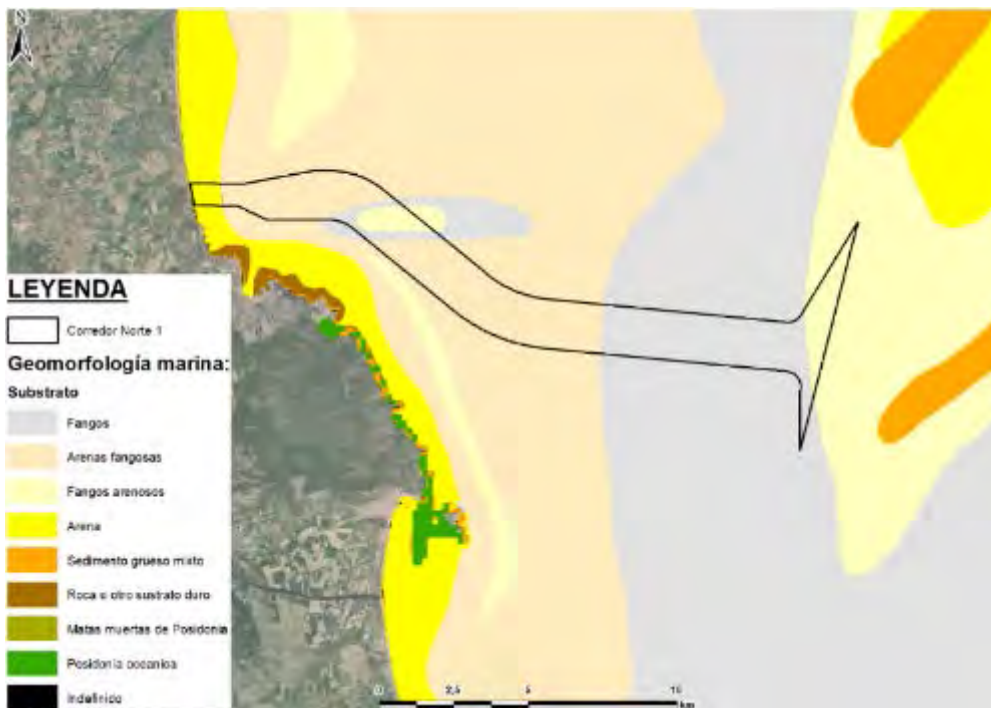 N
LEYENDA
Corredor Norte 1
Geomorfología marina:
Substrato
Fangos
Arenas fangosas
Fangos arenosos
Arena
Sedimento grueso mixto
Roca u otro sustrato duro
Matas muertas de Posidonia
Posidonia oceanica
Indefinido
0 2,5 5 10
km